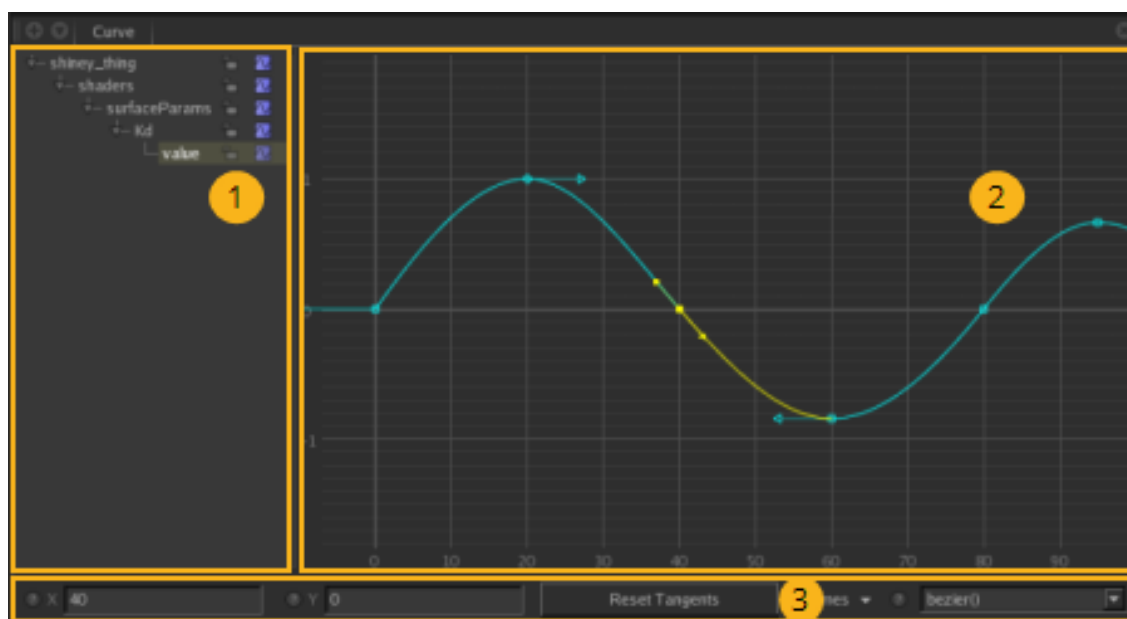 Curve
shiney_thing
shaders
surfaceParams
Kd
value
1
2
1
0
-1
0 10 20 30 40 50 60 70 80 90
X 40 Y 0 Reset Tangents 3 bezier()